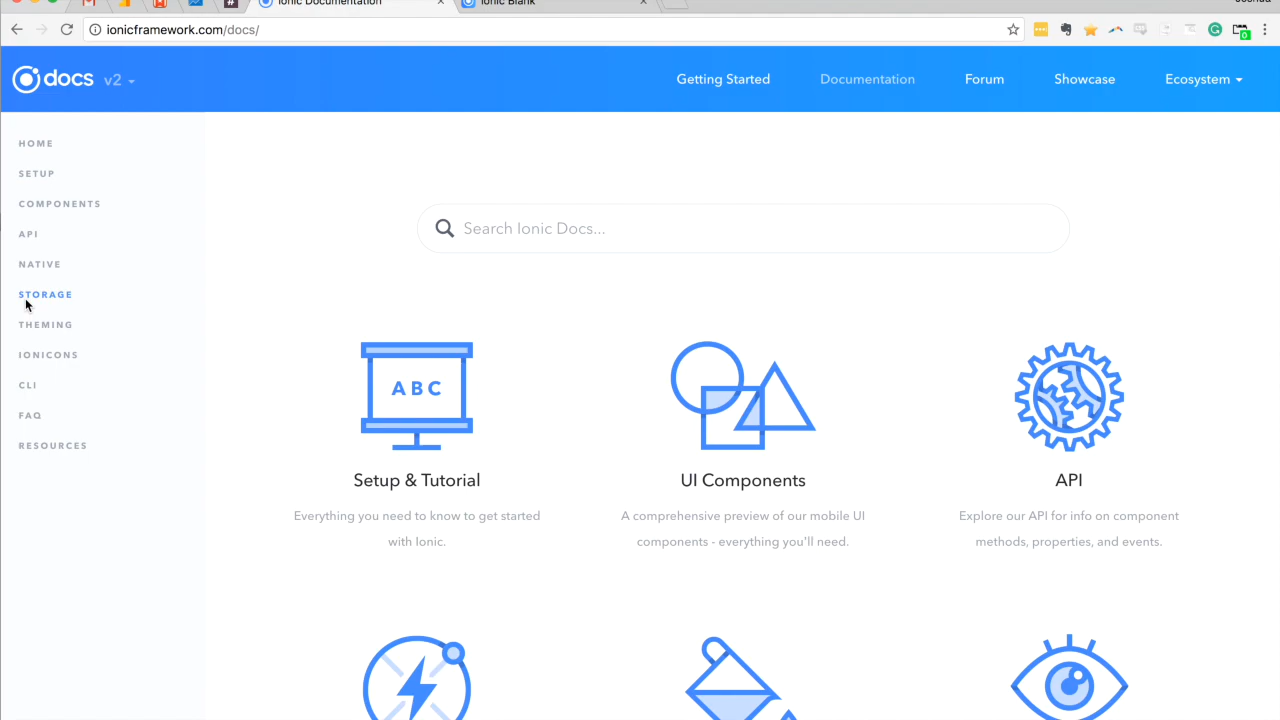 Ionic Documentation
Ionic Blank
ionicframework.com/docs/
docs v2
Getting Started
Documentation
Forum
Showcase
Ecosystem
HOME
SETUP
COMPONENTS
API
NATIVE
STORAGE
THEMING
IONICONS
CLI
FAQ
RESOURCES
Search Ionic Docs...
ABC
Setup & Tutorial
Everything you need to know to get started
with Ionic.
UI Components
A comprehensive preview of our mobile UI
components - everything you'll need.
API
Explore our API for info on component
methods, properties, and events.